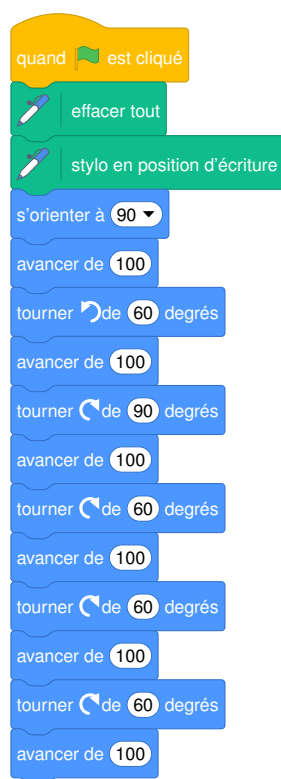 quand est cliqué
effacer tout
stylo en position d'écriture
s'orienter à 90
avancer de 100
tourner de 60 degrés
avancer de 100
tourner de 90 degrés
avancer de 100
tourner de 60 degrés
avancer de 100
tourner de 60 degrés
avancer de 100
tourner de 60 degrés
avancer de 100